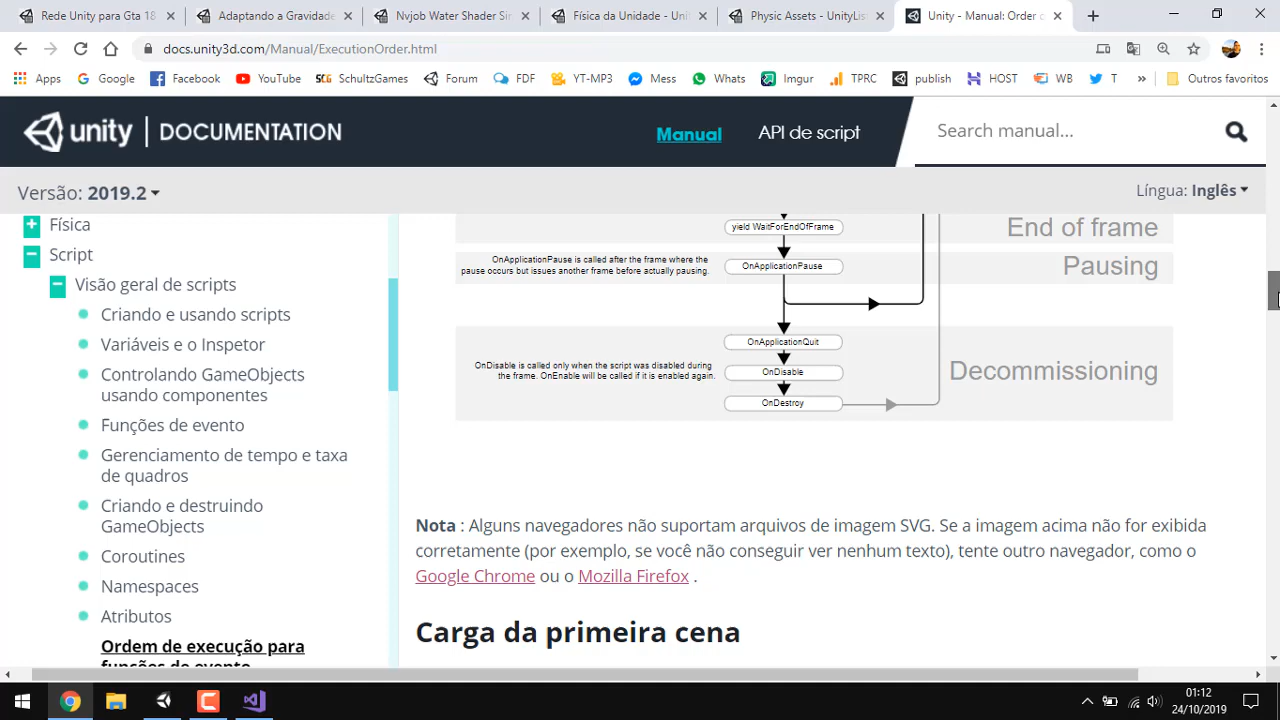 Rede Unity para Gta 18
Adaptando a Gravidade
Nvjob Water Shader Sim
Física da Unidade - Unit
Physic Assets - UnityLis
Unity - Manual: Order o
docs.unity3d.com/Manual/ExecutionOrder.html
Apps
Google
Facebook
YouTube
SCG
SchultzGames
Forum
FDF
YT-MP3
Mess
Whats
Imgur
TPRC
publish
HOST
WB
T
»
Outros favoritos
unity | DOCUMENTATION
Manual
API de script
Search manual...
Versão: 2019.2
Língua: Inglês
Física
Script
Visão geral de scripts
Criando e usando scripts
Variáveis e o Inspetor
Controlando GameObjects
usando componentes
Funções de evento
Gerenciamento de tempo e taxa
de quadros
Criando e destruindo
GameObjects
Coroutines
Namespaces
Atributos
Ordem de execução para
funções de evento
yield WaitForEndOfFrame
End of frame
OnApplicationPause is called after the frame where the
pause occurs but issues another frame before actually pausing.
OnApplicationPause
Pausing
OnApplicationQuit
OnDisable is called only when the script was disabled during
the frame. OnEnable will be called if it is enabled again.
OnDisable
Decommissioning
OnDestroy
Nota : Alguns navegadores não suportam arquivos de imagem SVG. Se a imagem acima não for exibida
corretamente (por exemplo, se você não conseguir ver nenhum texto), tente outro navegador, como o
Google Chrome ou o Mozilla Firefox .
Carga da primeira cena
01:12
24/10/2019